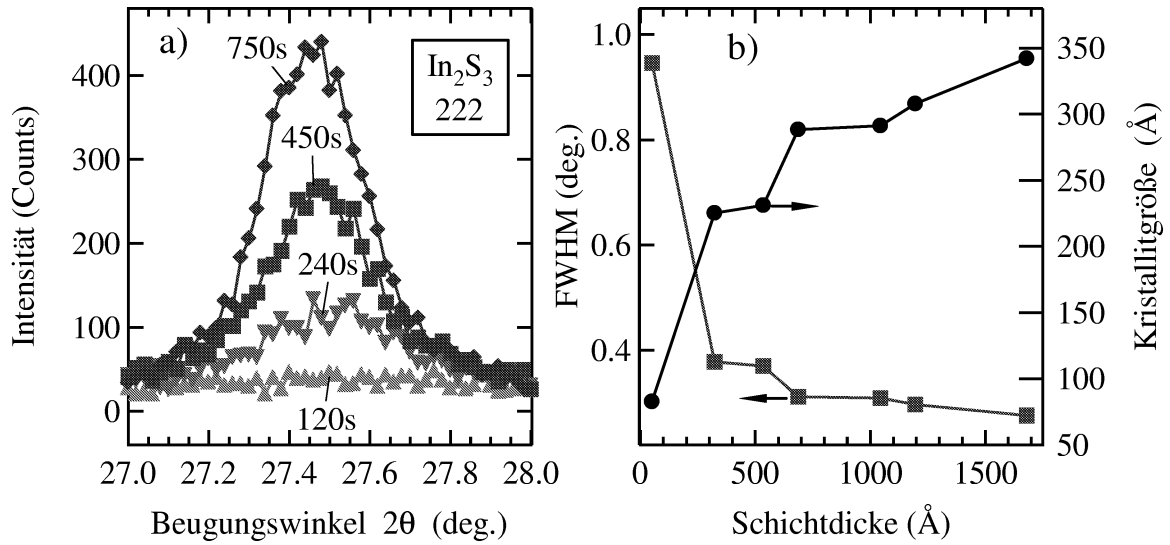 a)
750s
In2S3
222
450s
240s
120s
400
300
200
100
0
Intensität (Counts)
27.0 27.2 27.4 27.6 27.8 28.0
Beugungswinkel 2θ (deg.)
b)
1.0
0.8
0.6
0.4
FWHM (deg.)
350
300
250
200
150
100
50
Kristallitgröße (Å)
0 500 1000 1500
Schichtdicke (Å)